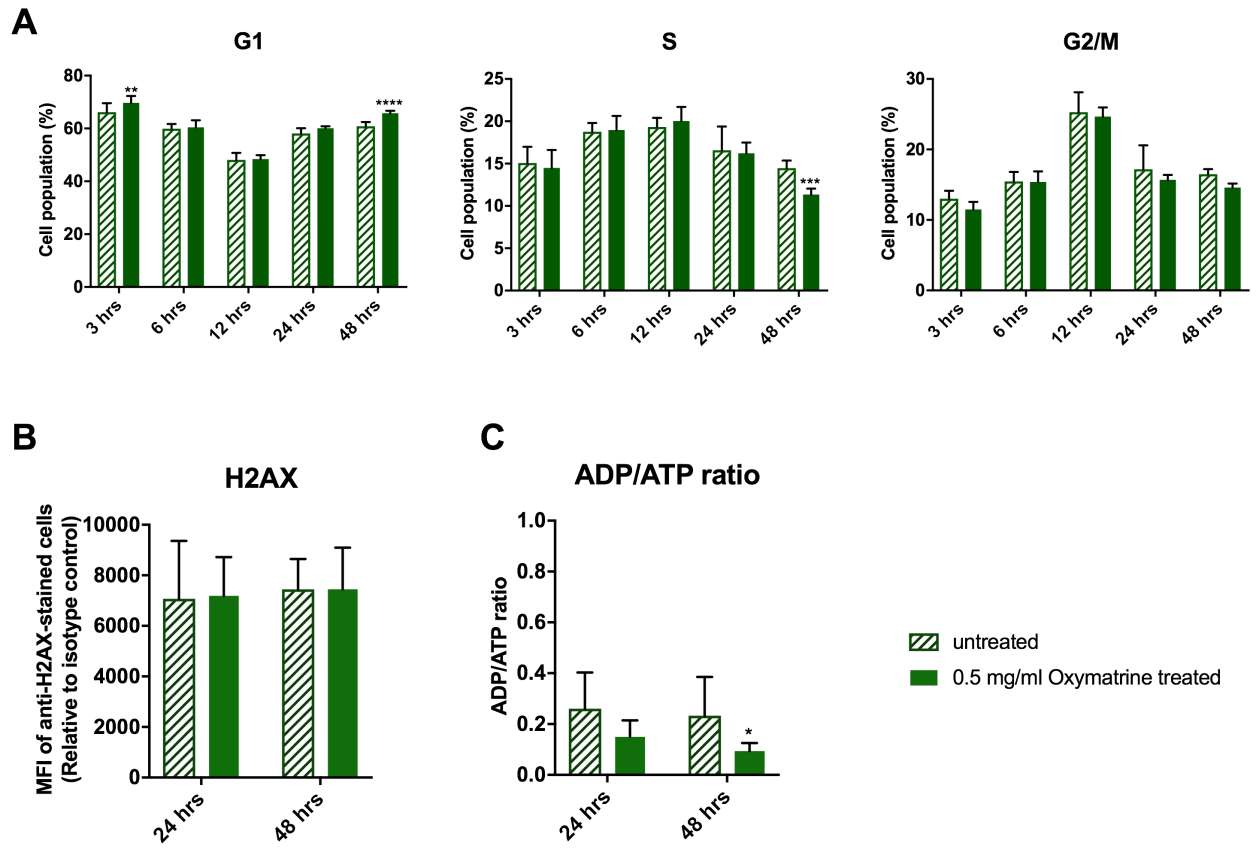 A
G1
Cell population (%)
80
60
40
20
0
**
****
3 hrs
6 hrs
12 hrs
24 hrs
48 hrs
S
Cell population (%)
25
20
15
10
5
0
***
3 hrs
6 hrs
12 hrs
24 hrs
48 hrs
G2/M
Cell population (%)
30
20
10
0
3 hrs
6 hrs
12 hrs
24 hrs
48 hrs
B
H2AX
MFI of anti-H2AX-stained cells
(Relative to isotype control)
10000
8000
6000
4000
2000
0
24 hrs
48 hrs
C
ADP/ATP ratio
ADP/ATP ratio
1.0
0.8
0.6
0.4
0.2
0.0
*
24 hrs
48 hrs
untreated
0.5 mg/ml Oxymatrine treated